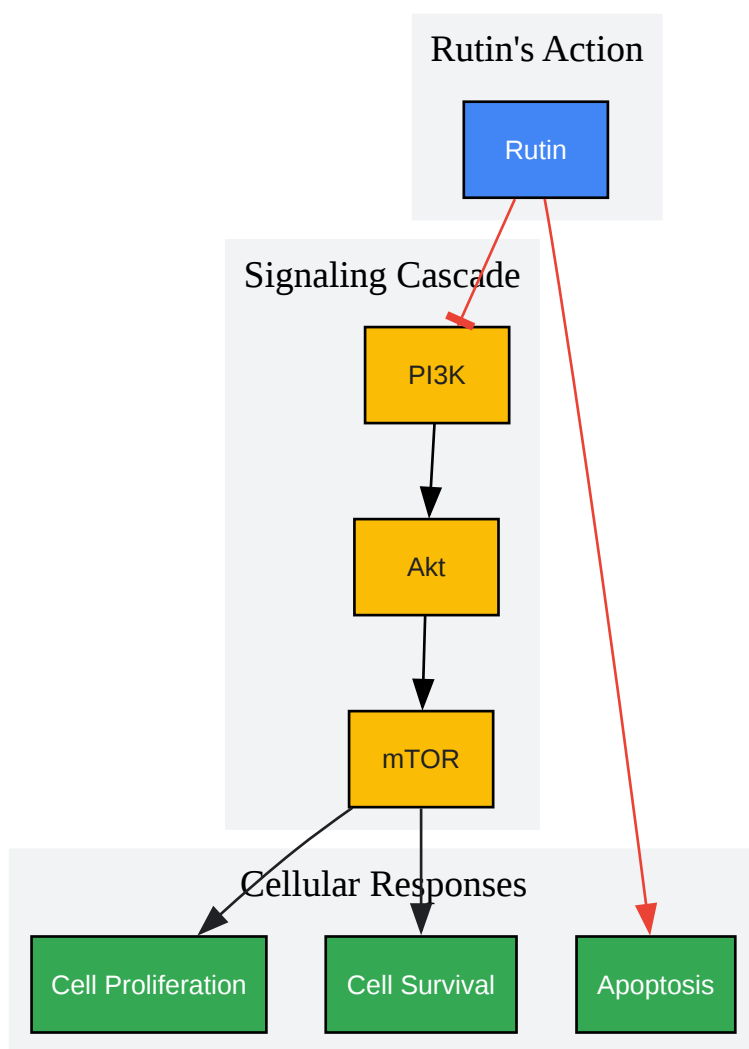 Rutin's Action
Rutin
Signaling Cascade
PI3K
Akt
mTOR
Cellular Responses
Cell Proliferation
Cell Survival
Apoptosis